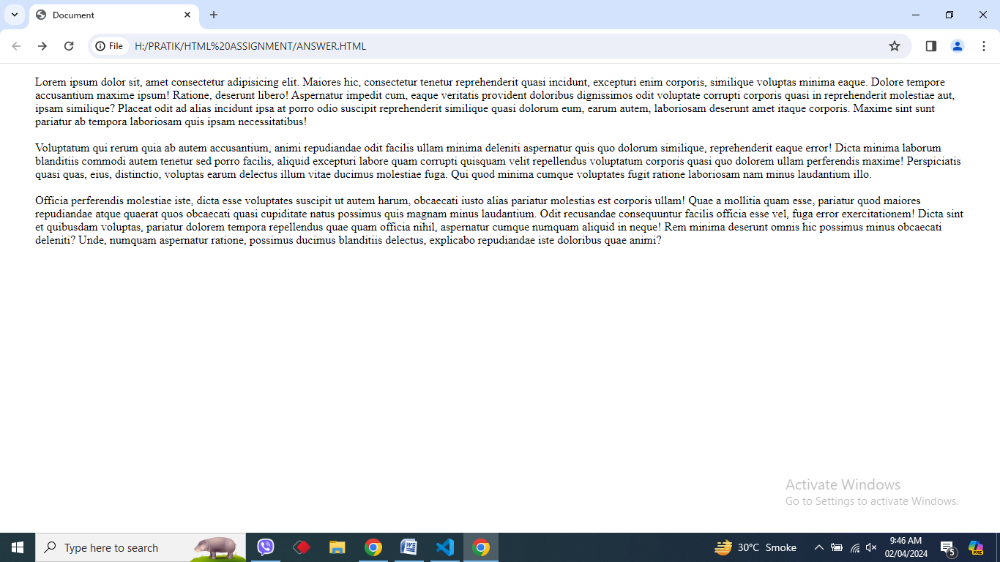 Document
File
H:/PRATIK/HTML%20ASSIGNMENT/ANSWER.HTML
Lorem ipsum dolor sit, amet consectetur adipisicing elit. Maiores hic, consectetur tenetur reprehenderit quasi incidunt, excepturi enim corporis, similique voluptas minima eaque. Dolore tempore
accusantium maxime ipsum! Ratione, deserunt libero! Aspernatur impedit cum, eaque veritatis provident doloribus dignissimos odit voluptate corrupti corporis quasi in reprehenderit molestiae aut,
ipsam similique? Placeat odit ad alias incidunt ipsa at porro odio suscipit reprehenderit similique quasi dolorum eum, earum autem, laboriosam deserunt amet itaque corporis. Maxime sint sunt
pariatur ab tempora laboriosam quis ipsam necessitatibus!
Voluptatum qui rerum quia ab autem accusantium, animi repudiandae odit facilis ullam minima deleniti aspernatur quis quo dolorum similique, reprehenderit eaque error! Dicta minima laborum
blanditiis commodi autem tenetur sed porro facilis, aliquid excepturi labore quam corrupti quisquam velit repellendus voluptatum corporis quasi quo dolorem ullam perferendis maxime! Perspiciatis
quasi quas, eius, distinctio, voluptas earum delectus illum vitae ducimus molestiae fuga. Qui quod minima cumque voluptates fugit ratione laboriosam nam minus laudantium illo.
Officia perferendis molestiae iste, dicta esse voluptates suscipit ut autem harum, obcaecati iusto alias pariatur molestias est corporis ullam! Quae a mollitia quam esse, pariatur quod maiores
repudiandae atque quaerat quos obcaecati quasi cupiditate natus possimus quis magnam minus laudantium. Odit recusandae consequuntur facilis officia esse vel, fuga error exercitationem! Dicta sint
et quibusdam voluptas, pariatur dolorem tempora repellendus quae quam officia nihil, aspernatur cumque numquam aliquid in neque! Rem minima deserunt omnis hic possimus minus obcaecati
deleniti? Unde, numquam aspernatur ratione, possimus ducimus blanditiis delectus, explicabo repudiandae iste doloribus quae animi?
Activate Windows
Go to Settings to activate Windows.
Type here to search
30°C Smoke
9:46 AM
02/04/2024
5
PRE